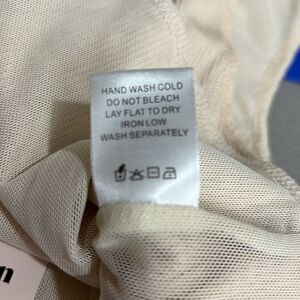 HAND WASH COLD
DO NOT BLEACH
LAY FLAT TO DRY
IRON LOW
WASH SEPARATELY
n